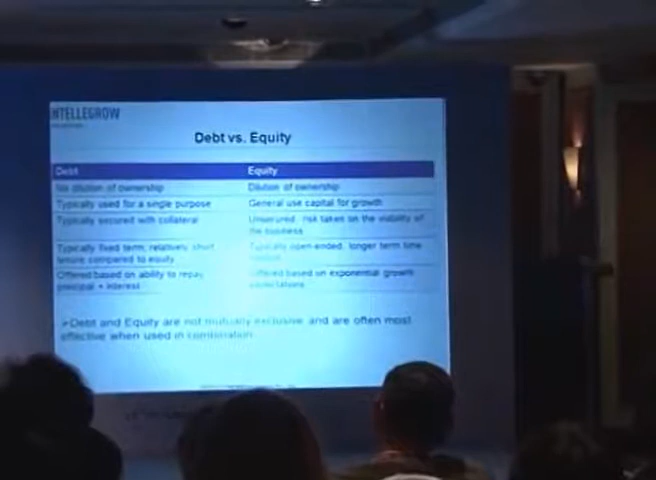 INTELLEGROW
Debt vs. Equity
Debt
Equity
No dilution of ownership
Dilution of ownership
Typically used for a single purpose
General use capital for growth
Typically secured with collateral
Unsecured, risk taken on the viability of
the business
Typically fixed term, relatively short
tenure compared to equity
Typically open-ended, longer term time
Offered based on ability to repay
principal + interest
Offered based on exponential growth
expectations
➢Debt and Equity are not mutually exclusive and are often most
effective when used in combination